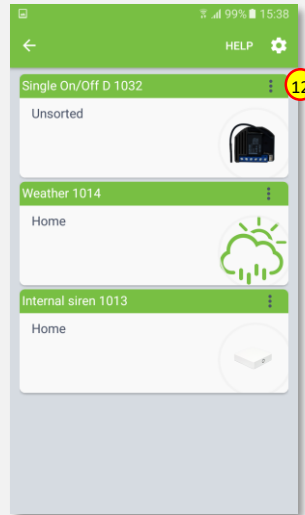 99% 15:38
HELP
Single On/Off D 1032
12
Unsorted
Weather 1014
Home
Internal siren 1013
Home